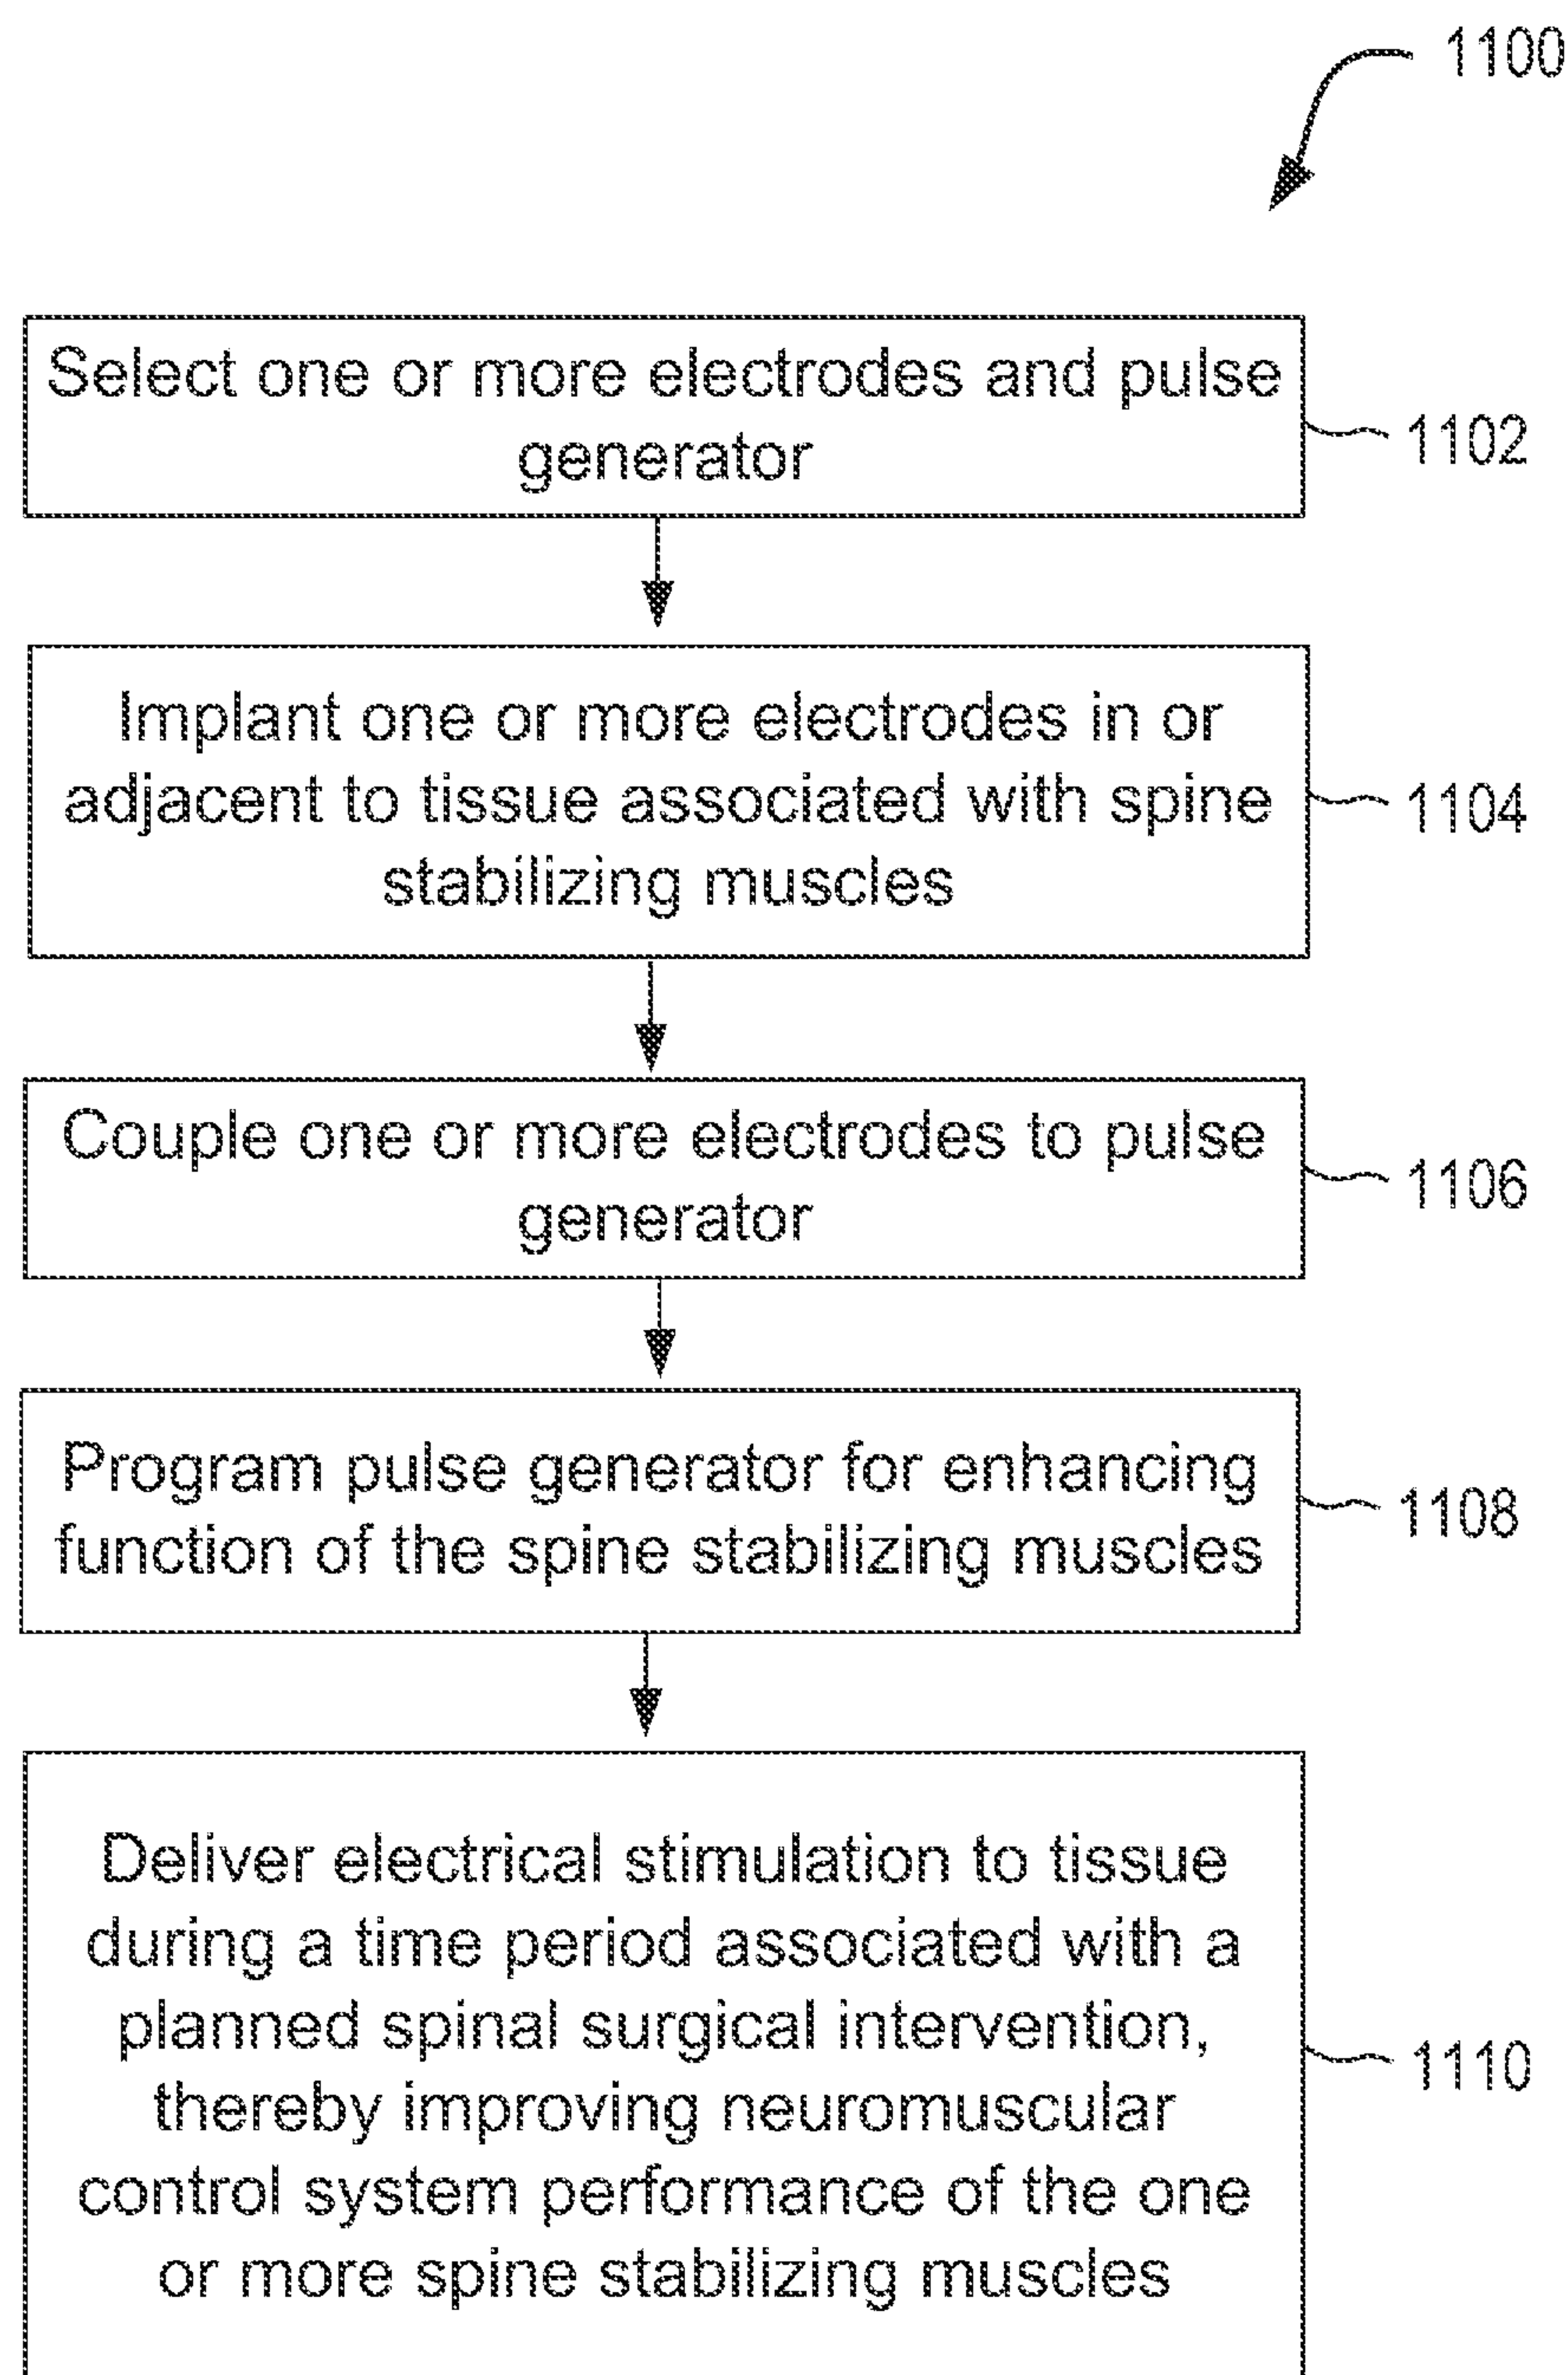 1100
Select one or more electrodes and pulse
generator
1102
Implant one or more electrodes in or
adjacent to tissue associated with spine
stabilizing muscles
1104
Couple one or more electrodes to pulse
generator
1106
Program pulse generator for enhancing
function of the spine stabilizing muscles
1108
Deliver electrical stimulation to tissue
during a time period associated with a
planned spinal surgical intervention,
thereby improving neuromuscular
control system performance of the one
or more spine stabilizing muscles
1110